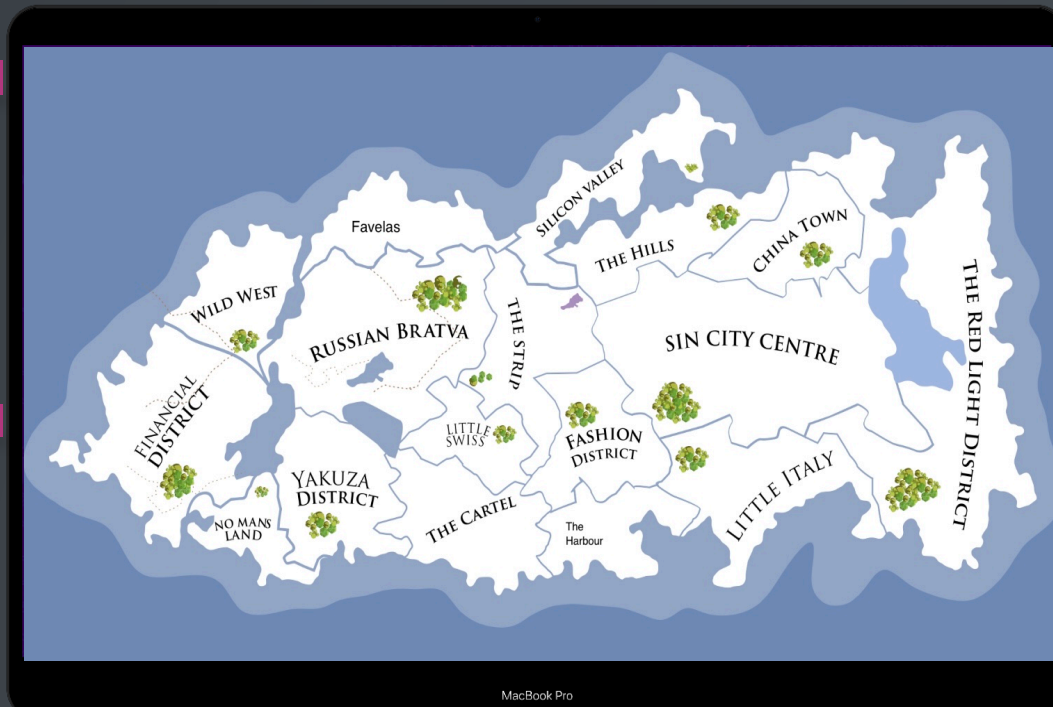 SILICON VALLEY
Favelas
THE HILLS
CHINA TOWN
WILD WEST
RUSSIAN BRATVA
THE STRIP
SIN CITY CENTRE
THE RED LIGHT DISTRICT
FINANCIAL
DISTRICT
LITTLE
SWISS
FASHION
DISTRICT
YAKUZA
DISTRICT
LITTLE ITALY
NO MANS
LAND
THE CARTEL
The
Harbour
MacBook Pro